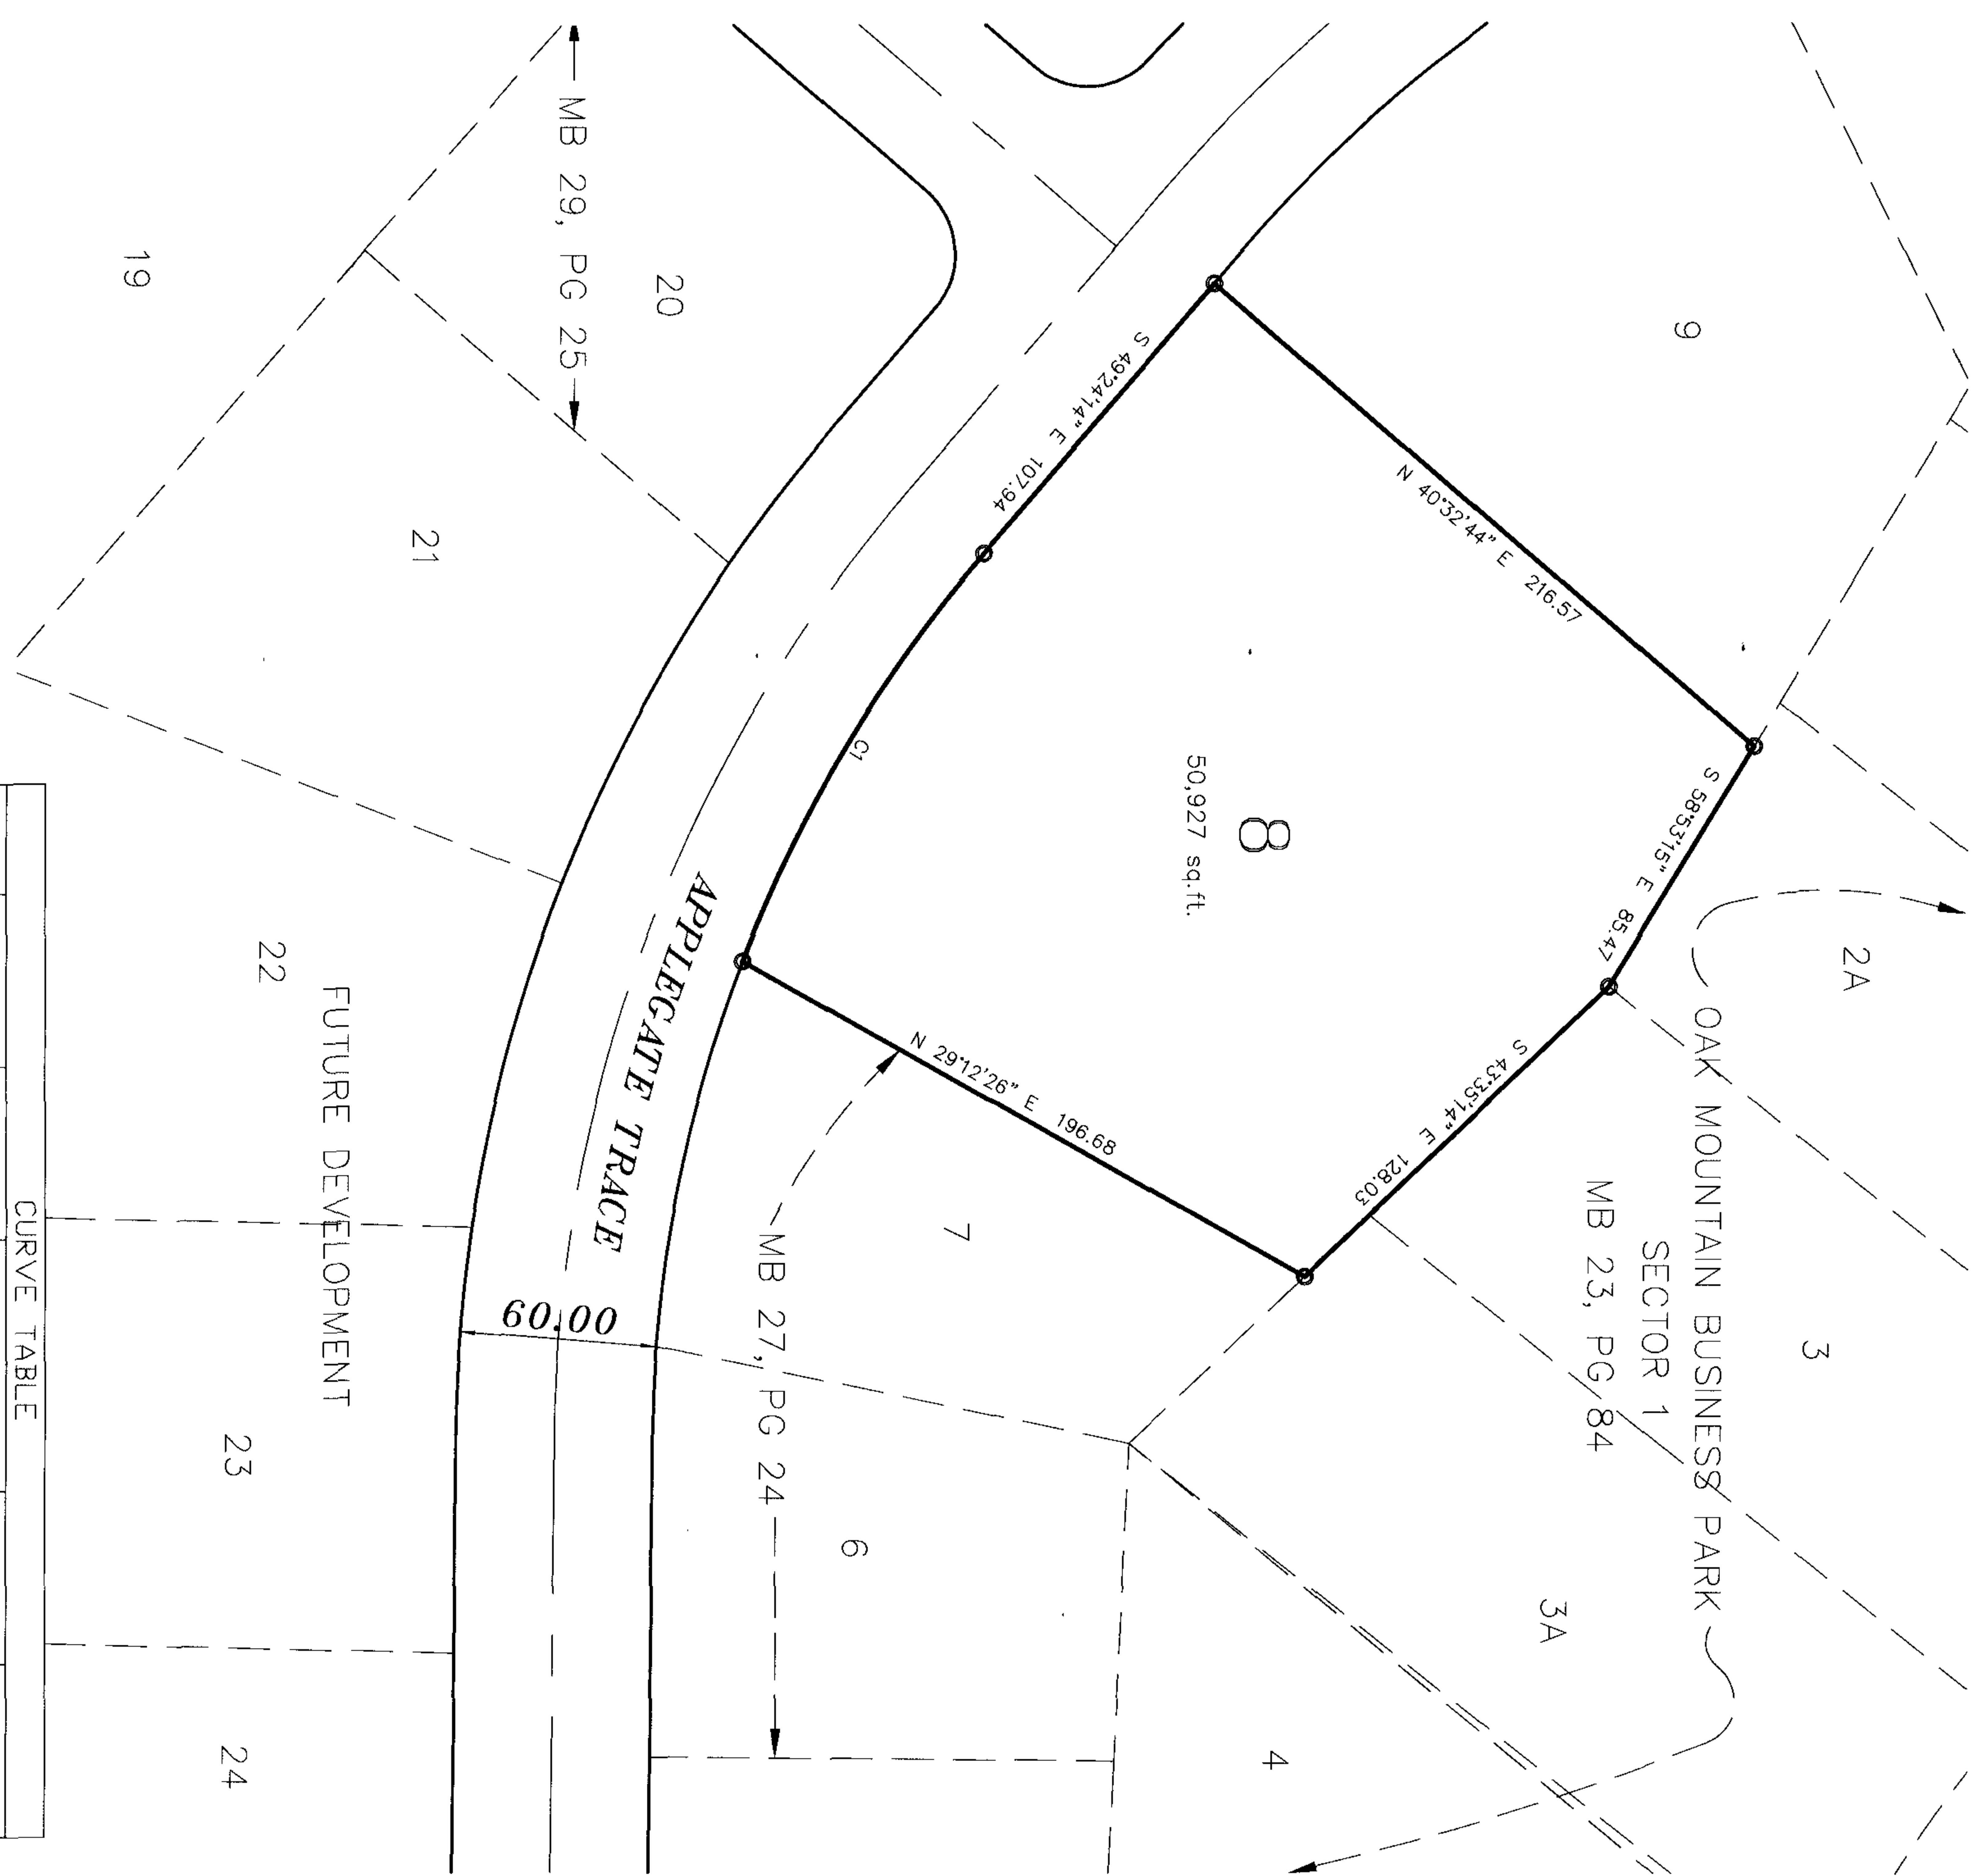 9
2A
OAK MOUNTAIN BUSINESS PARK
SECTOR 1
MB 23, PG 84
3
3A
4
N 40°32'44" E 216.57
S 58°53'15" E 85.47
S 43°35'14" E 128.03
S 49°24'14" E 107.94
8
50,927 sq.ft.
C1
N 29°12'26" E 196.68
7
6
MB 27, PG 24
APPLEGATE TRACE
60.00
20
MB 29, PG 25
19
21
22
FUTURE DEVELOPMENT
23
24
CURVE TABLE